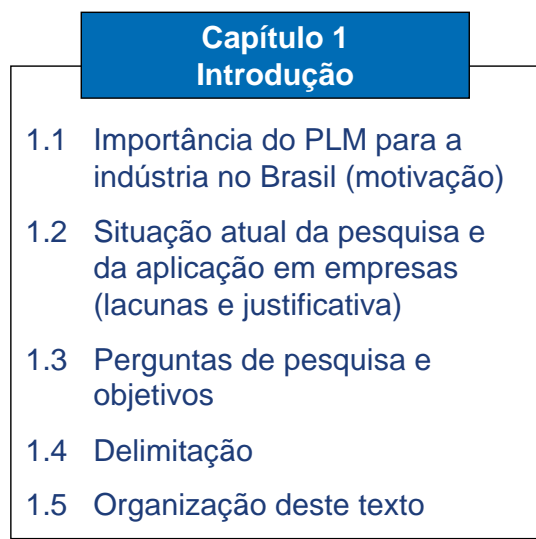 Capítulo 1
Introdução
1.1 Importância do PLM para a
indústria no Brasil (motivação)
1.2 Situação atual da pesquisa e
da aplicação em empresas
(lacunas e justificativa)
1.3 Perguntas de pesquisa e
objetivos
1.4 Delimitação
1.5 Organização deste texto